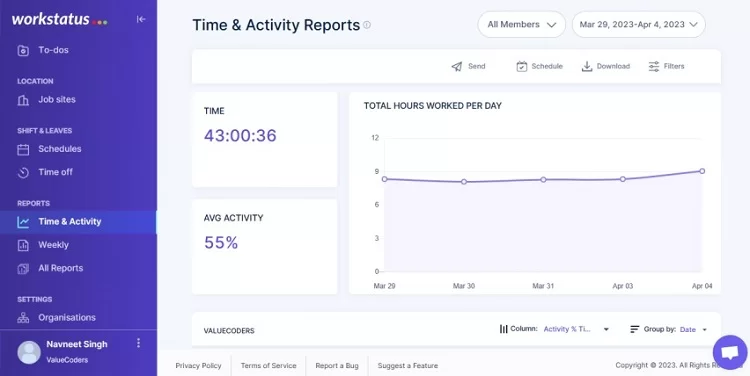 workstatus
To-dos
LOCATION
Job sites
SHIFT & LEAVES
Schedules
Time off
REPORTS
Time & Activity
Weekly
All Reports
SETTINGS
Organisations
Navneet Singh
ValueCoders
Time & Activity Reports
All Members
Mar 29, 2023-Apr 4, 2023
Send
Schedule
Download
Filters
TIME
43:00:36
AVG ACTIVITY
55%
TOTAL HOURS WORKED PER DAY
12
9
6
3
0
Mar 29 Mar 30 Mar 31 Apr 03 Apr 04
VALUECODERS
Column: Activity % Ti...
Group by: Date
Privacy Policy
Terms of Service
Report a Bug
Suggest a Feature
Copyright © 2023. All Rights